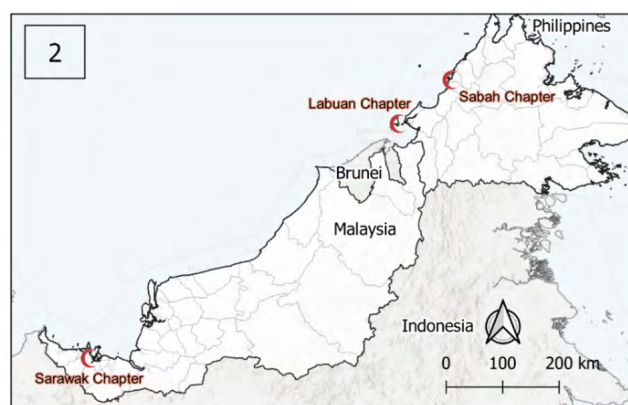 2
Philippines
Sabah Chapter
Labuan Chapter
Brunei
Malaysia
Indonesia
Sarawak Chapter
0 100 200 km